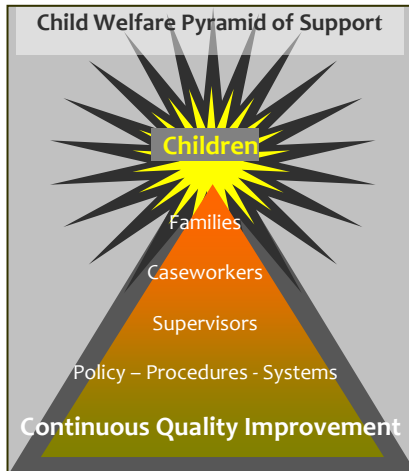 Child Welfare Pyramid of Support
Children
Families
Caseworkers
Supervisors
Policy – Procedures - Systems
Continuous Quality Improvement